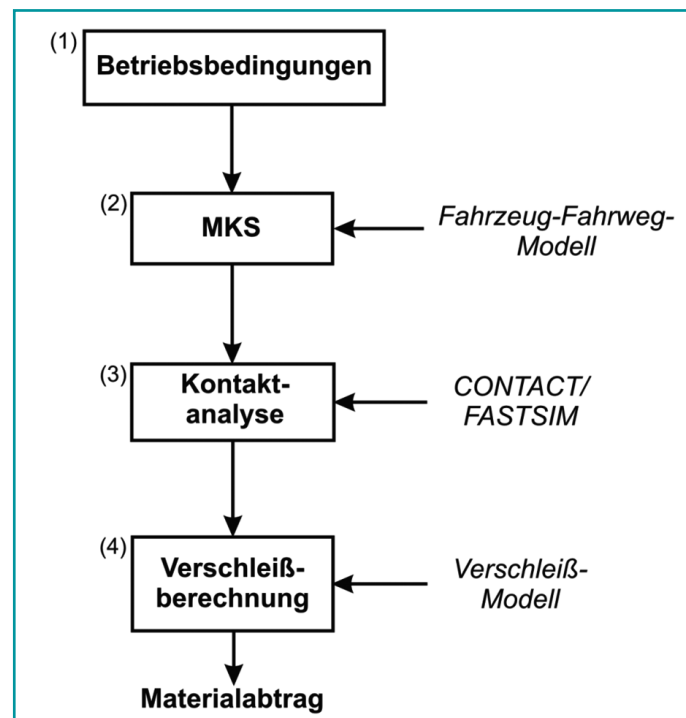 (1)
Betriebsbedingungen
(2)
MKS
Fahrzeug-Fahrweg-
Modell
(3)
Kontakt-
analyse
CONTACT/
FASTSIM
(4)
Verschleiß-
berechnung
Verschleiß-
Modell
Materialabtrag